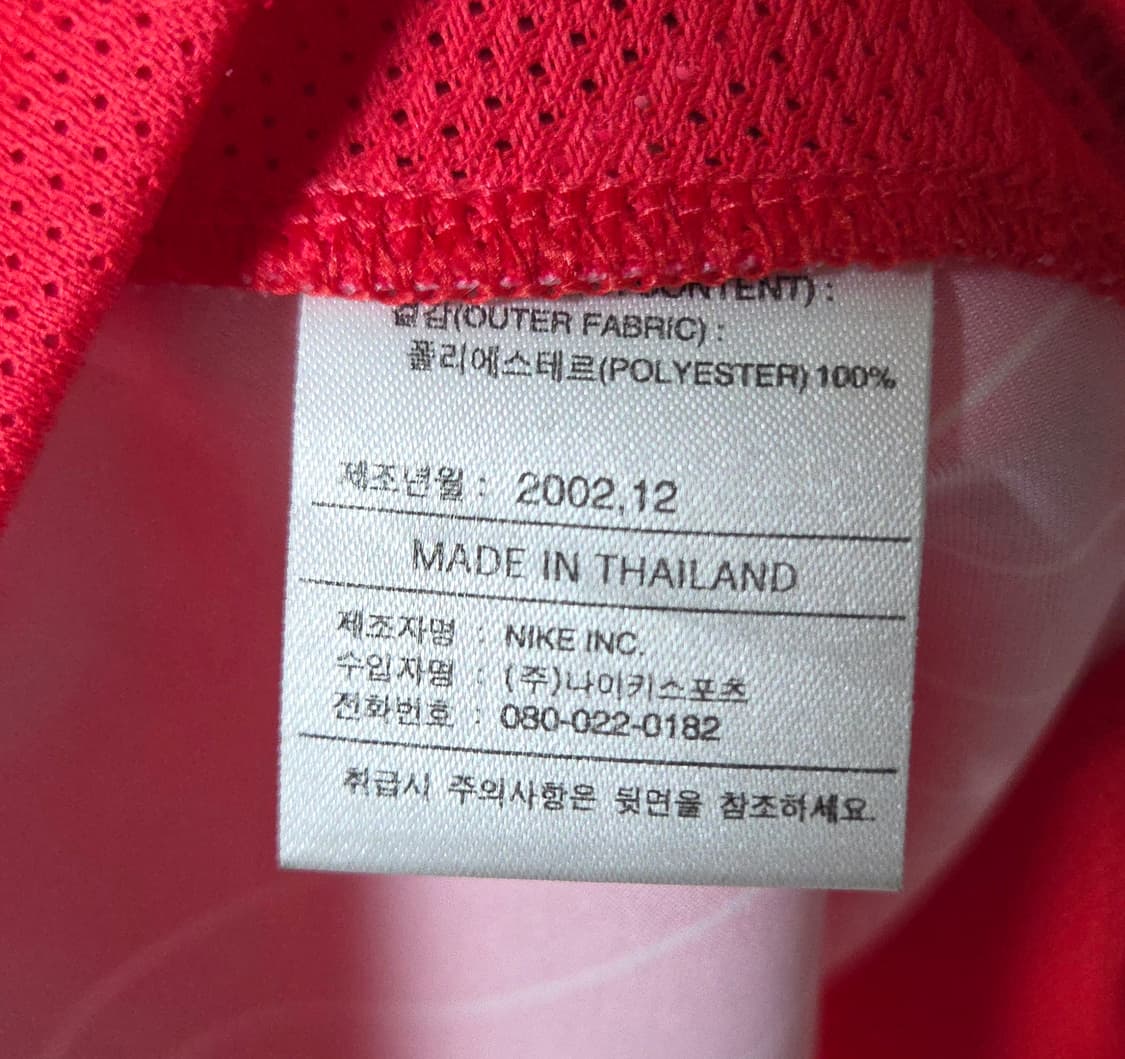 CONTENT) :
겉감(OUTER FABRIC) :
폴리에스테르(POLYESTER) 100%
제조년월 : 2002.12
MADE IN THAILAND
제조자명 : NIKE INC.
수입자명 : (주)나이키스포츠
전화번호 : 080-022-0182
취급시 주의사항은 뒷면을 참조하세요.